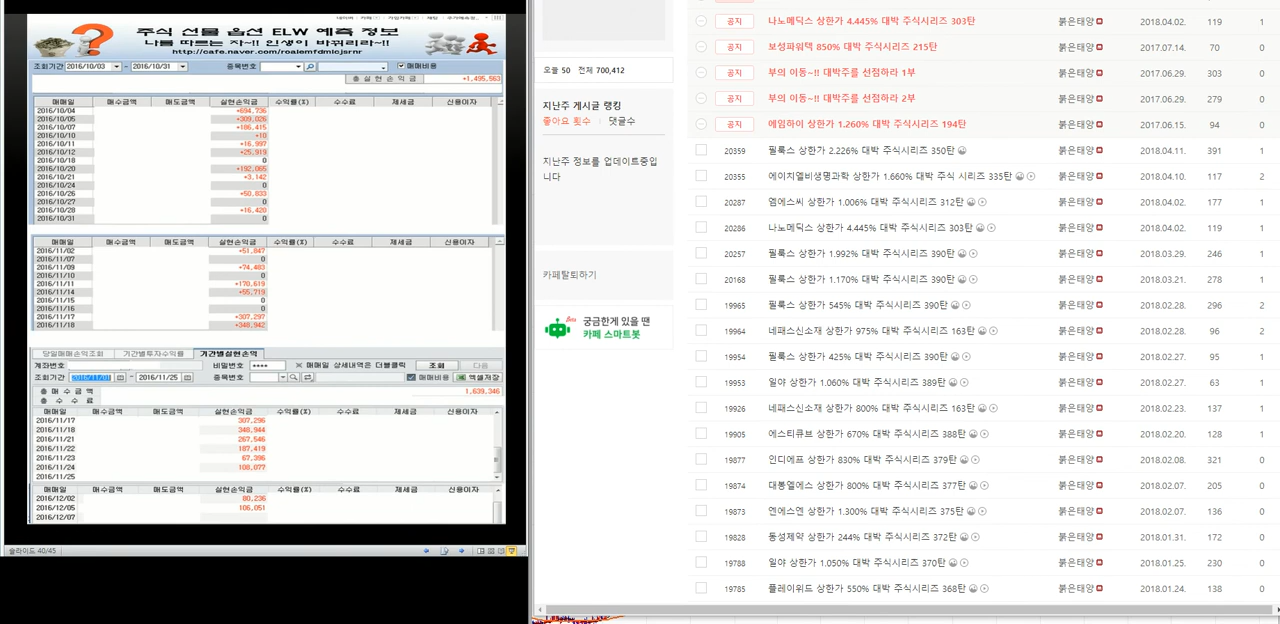 주식 선물 옵션 ELW 예측 정보
나를 따르는 자~!! 인생이 바뀌리라~!!
조회기간 2016/10/03 ~ 2016/10/31 종목번호 매매비용
총 실 현 손 익 금 +1,495,563
매매일 매수금액 매도금액 실현손익금 수익률(%) 수수료 제세금 신용이자
2016/10/04 +694,736
2016/10/05 +309,026
2016/10/07 +186,415
2016/10/10 +10
2016/10/11 +16,997
2016/10/12 +25,919
2016/10/18 0
2016/10/20 +192,065
2016/10/21 +3,142
2016/10/24 0
2016/10/26 +50,833
2016/10/27 0
2016/10/28 +16,420
2016/10/31 0
매매일 매수금액 매도금액 실현손익금 수익률(%) 수수료 제세금 신용이자
2016/11/02 +51,847
2016/11/07 0
2016/11/09 +74,483
2016/11/10 0
2016/11/11 +170,619
2016/11/14 +55,719
2016/11/15 0
2016/11/16 0
2016/11/17 +307,297
2016/11/18 +348,942
당일매매손익조회 기간별투자수익률 기간별실현손익
계좌번호 비밀번호 **** ※ 매매일 상세내역은 더블클릭 조회 다음
조회기간 2016/11/01 ~ 2016/11/25 종목번호 매매비용 엑셀저장
총 매 수 금 액 1,639,346
총 수 수 료
매매일 매수금액 매도금액 실현손익금 수익률(%) 수수료 제세금 신용이자
2016/11/17 307,296
2016/11/18 348,944
2016/11/21 267,546
2016/11/22 187,419
2016/11/23 67,396
2016/11/24 108,077
2016/11/25
매매일 매수금액 매도금액 실현손익금 수익률(%) 수수료 제세금 신용이자
2016/12/02 80,236
2016/12/05 106,051
2016/12/07
슬라이드 40/45
오늘 50 전체 700,412
지난주 게시글 랭킹
좋아요 횟수 댓글수
지난주 정보를 업데이트중입
니다
카페탈퇴하기
Beta
궁금한게 있을 땐
카페 스마트봇
공지 나노메딕스 상한가 4.445% 대박 주식시리즈 303탄 붉은태양 2018.04.02. 119 1
공지 보성파워텍 850% 대박 주식시리즈 215탄 붉은태양 2017.07.14. 70 0
공지 부의 이동~!! 대박주를 선점하라 1부 붉은태양 2017.06.29. 303 0
공지 부의 이동~!! 대박주를 선점하라 2부 붉은태양 2017.06.29. 279 0
공지 에임하이 상한가 1.260% 대박 주식시리즈 194탄 붉은태양 2017.06.15. 94 0
20359 필룩스 상한가 2.226% 대박 주식시리즈 350탄 붉은태양 2018.04.11. 391 1
20355 에이치엘비생명과학 상한가 1.660% 대박 주식 시리즈 335탄 붉은태양 2018.04.10. 117 2
20287 엠에스씨 상한가 1.006% 대박 주식시리즈 312탄 붉은태양 2018.04.02. 177 1
20286 나노메딕스 상한가 4.445% 대박 주식시리즈 303탄 붉은태양 2018.04.02. 119 1
20257 필룩스 상한가 1.992% 대박 주식시리즈 390탄 붉은태양 2018.03.29. 246 1
20168 필룩스 상한가 1.170% 대박 주식시리즈 390탄 붉은태양 2018.03.21. 278 1
19965 필룩스 상한가 545% 대박 주식시리즈 390탄 붉은태양 2018.02.28. 296 2
19964 네패스신소재 상한가 975% 대박 주식시리즈 163탄 붉은태양 2018.02.28. 96 2
19954 필룩스 상한가 425% 대박 주식시리즈 390탄 붉은태양 2018.02.27. 95 1
19953 일야 상한가 1.060% 대박 주식시리즈 389탄 붉은태양 2018.02.27. 63 1
19926 네패스신소재 상한가 800% 대박 주식시리즈 163탄 붉은태양 2018.02.23. 137 1
19905 에스티큐브 상한가 670% 대박 주식시리즈 388탄 붉은태양 2018.02.20. 128 1
19877 인디에프 상한가 830% 대박 주식시리즈 379탄 붉은태양 2018.02.08. 321 0
19874 대봉엘에스 상한가 800% 대박 주식시리즈 377탄 붉은태양 2018.02.07. 205 0
19873 엔에스엔 상한가 1.300% 대박 주식시리즈 375탄 붉은태양 2018.02.07. 136 0
19828 동성제약 상한가 244% 대박 주식시리즈 372탄 붉은태양 2018.01.31. 172 0
19788 일야 상한가 1.050% 대박 주식시리즈 370탄 붉은태양 2018.01.25. 230 0
19785 플레이위드 상한가 550% 대박 주식시리즈 368탄 붉은태양 2018.01.24. 138 0